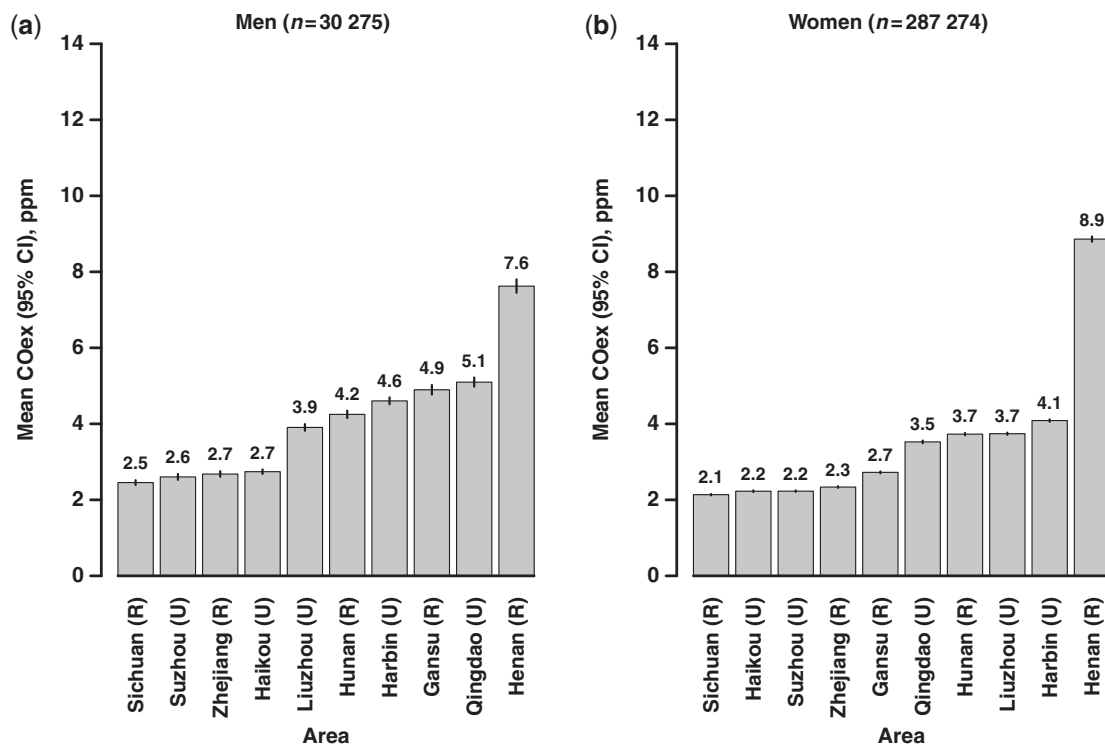 (a)
Men (n= 30 275)
Mean COex (95% CI), ppm
14
12
10
8
6
4
2
0
2.5
2.6
2.7
2.7
3.9
4.2
4.6
4.9
5.1
7.6
Sichuan (R)
Suzhou (U)
Zhejiang (R)
Haikou (U)
Liuzhou (U)
Hunan (R)
Harbin (U)
Gansu (R)
Qingdao (U)
Henan (R)
Area
(b)
Women (n= 287 274)
Mean COex (95% CI), ppm
14
12
10
8
6
4
2
0
2.1
2.2
2.2
2.3
2.7
3.5
3.7
3.7
4.1
8.9
Sichuan (R)
Haikou (U)
Suzhou (U)
Zhejiang (R)
Gansu (R)
Qingdao (U)
Hunan (R)
Liuzhou (U)
Harbin (U)
Henan (R)
Area